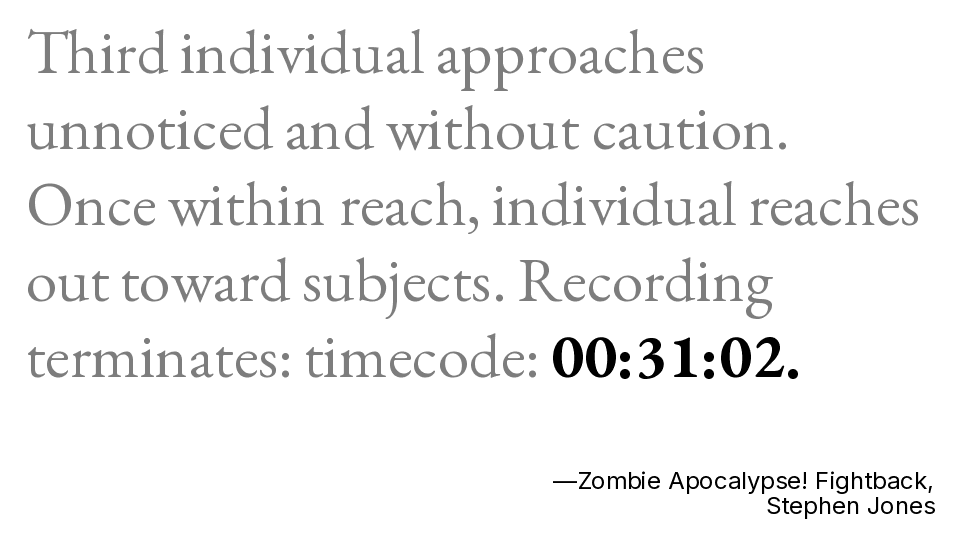 Third individual approaches
unnoticed and without caution.
Once within reach, individual reaches
out toward subjects. Recording
terminates: timecode: 00:31:02.
—Zombie Apocalypse! Fightback,
Stephen Jones